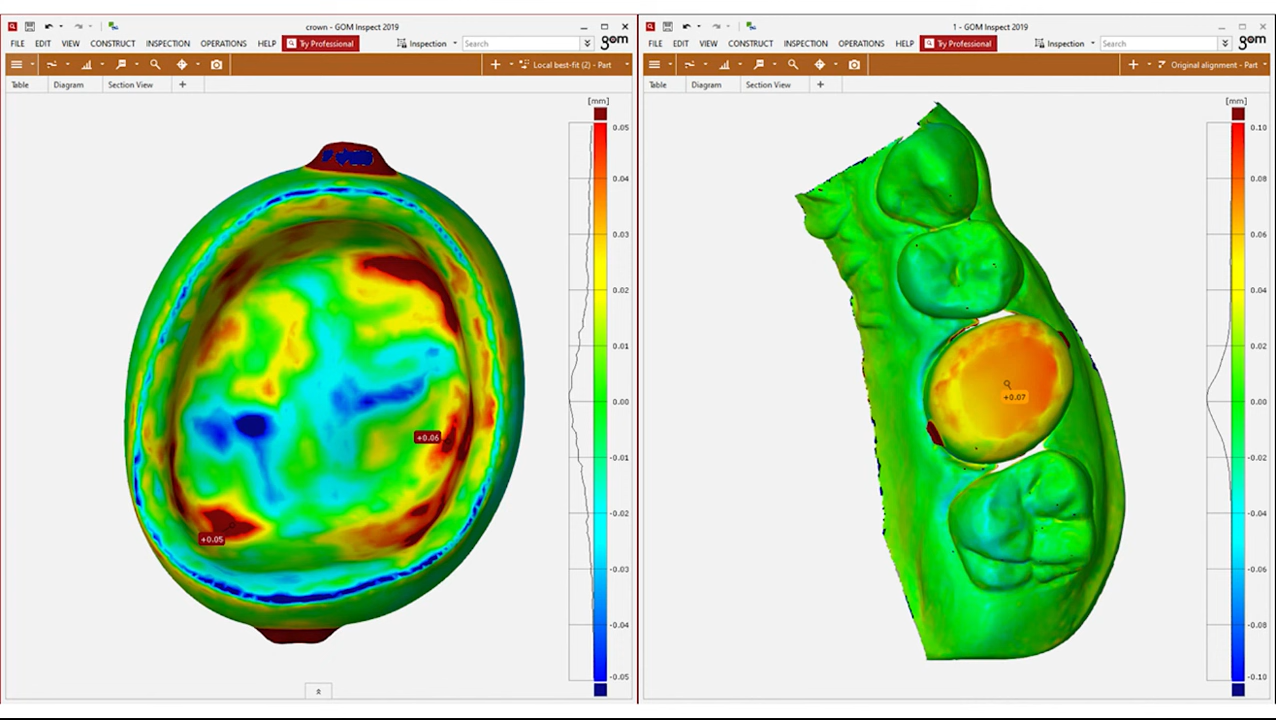 crown - GOM Inspect 2019
FILE EDIT VIEW CONSTRUCT INSPECTION OPERATIONS HELP Try Professional Inspection Search gom
Local best-fit (2) - Part
Table Diagram Section View +
[mm]
0.05
0.04
0.03
0.02
0.01
0.00
-0.01
-0.02
-0.03
-0.04
-0.05
+0.06
+0.05
1 - GOM Inspect 2019
FILE EDIT VIEW CONSTRUCT INSPECTION OPERATIONS HELP Try Professional Inspection Search gom
Original alignment - Part
Table Diagram Section View +
[mm]
0.10
0.08
0.06
0.04
0.02
0.00
-0.02
-0.04
-0.06
-0.08
-0.10
+0.07